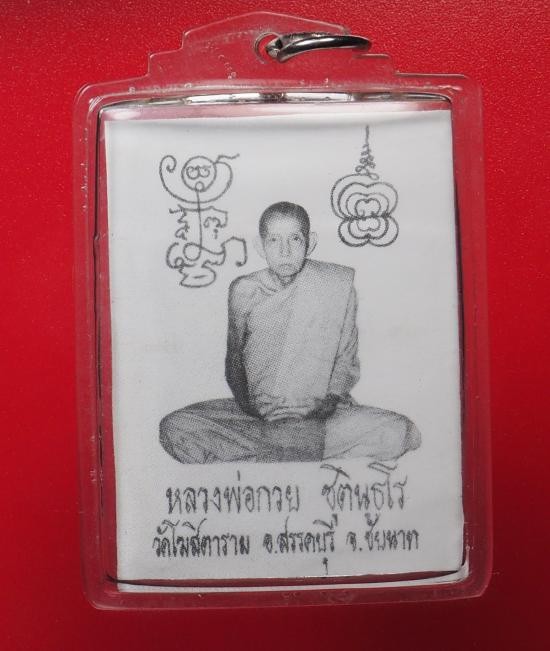 หลวงพ่อกวย ชุตินฺธโร
วัดโฆสิตาราม อ.สรรคบุรี จ.ชัยนาท